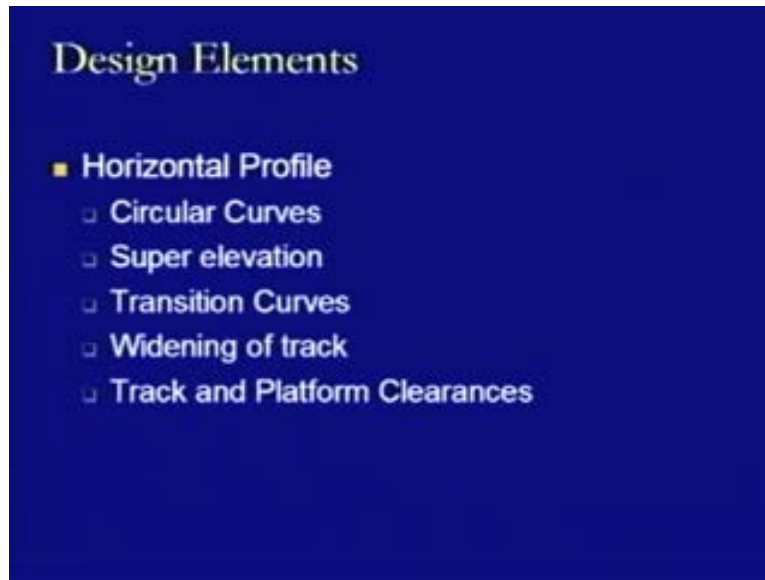 Design Elements
Horizontal Profile
Circular Curves
Super elevation
Transition Curves
Widening of track
Track and Platform Clearances